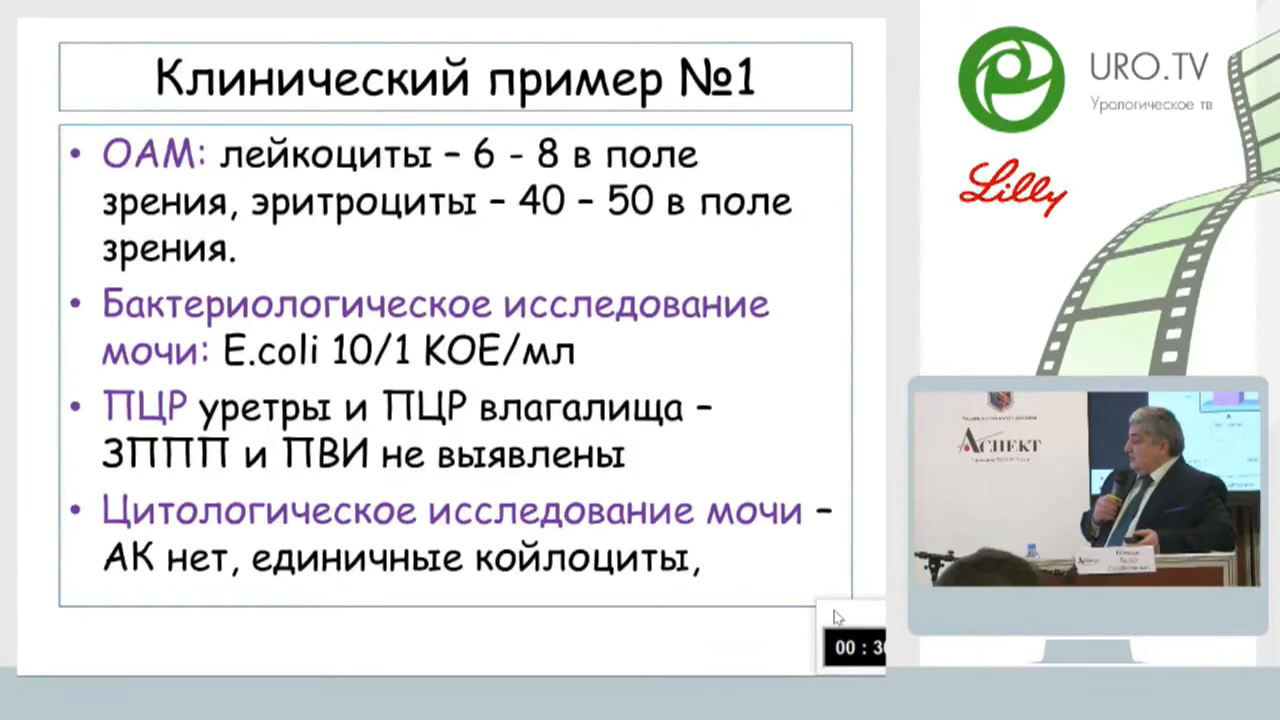 Клинический пример №1
• ОАМ: лейкоциты – 6 - 8 в поле
зрения, эритроциты – 40 – 50 в поле
зрения.
• Бактериологическое исследование
мочи: E.coli 10/1 КОЕ/мл
• ПЦР уретры и ПЦР влагалища –
ЗППП и ПВИ не выявлены
• Цитологическое исследование мочи –
АК нет, единичные койлоциты,
00 : 30
URO.TV
Урологическое тв
Lilly
АСПЕКТ